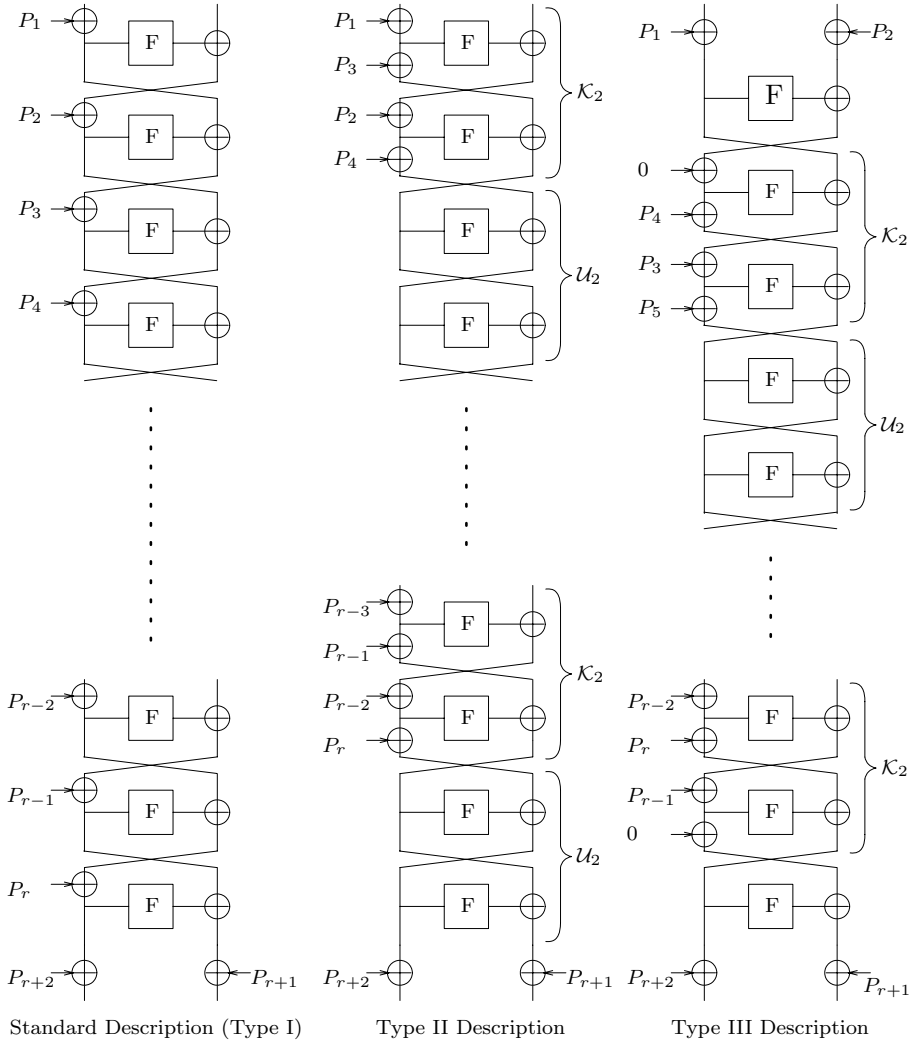 P₁
F
P₂
F
P₃
F
P₄
F
Pᵣ₋₂
F
Pᵣ₋₁
F
Pᵣ
F
Pᵣ₊₂
Pᵣ₊₁
Standard Description (Type I)
P₁
F
P₃
𝒦₂
P₂
F
P₄
F
𝒰₂
F
Pᵣ₋₃
F
Pᵣ₋₁
𝒦₂
Pᵣ₋₂
F
Pᵣ
F
𝒰₂
F
Pᵣ₊₂
Pᵣ₊₁
Type II Description
P₁
P₂
F
0
F
P₄
𝒦₂
P₃
F
P₅
F
𝒰₂
F
Pᵣ₋₂
F
Pᵣ
𝒦₂
Pᵣ₋₁
F
0
F
Pᵣ₊₂
Pᵣ₊₁
Type III Description